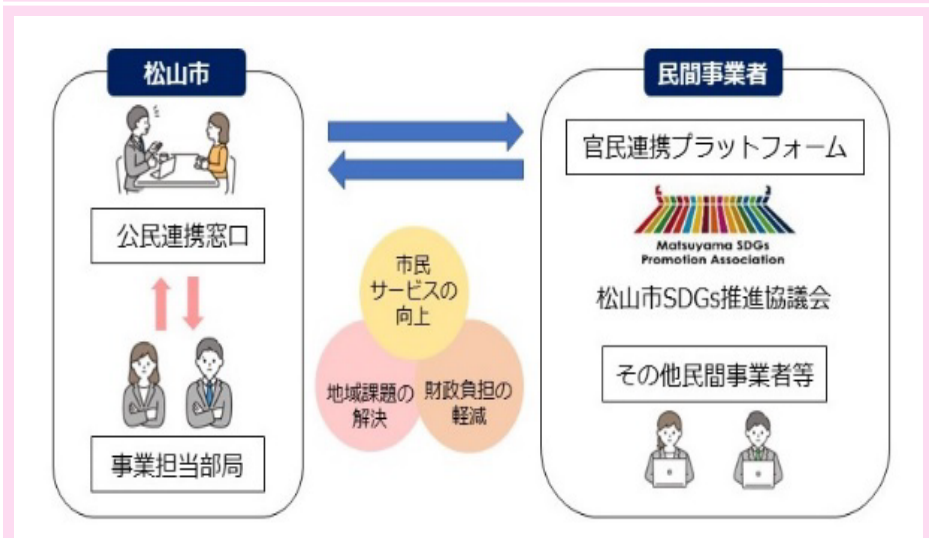 松山市
公民連携窓口
事業担当部局
市民
サービスの
向上
地域課題の
解決
財政負担の
軽減
民間事業者
官民連携プラットフォーム
Matsuyama SDGs
Promotion Association
松山市SDGs推進協議会
その他民間事業者等